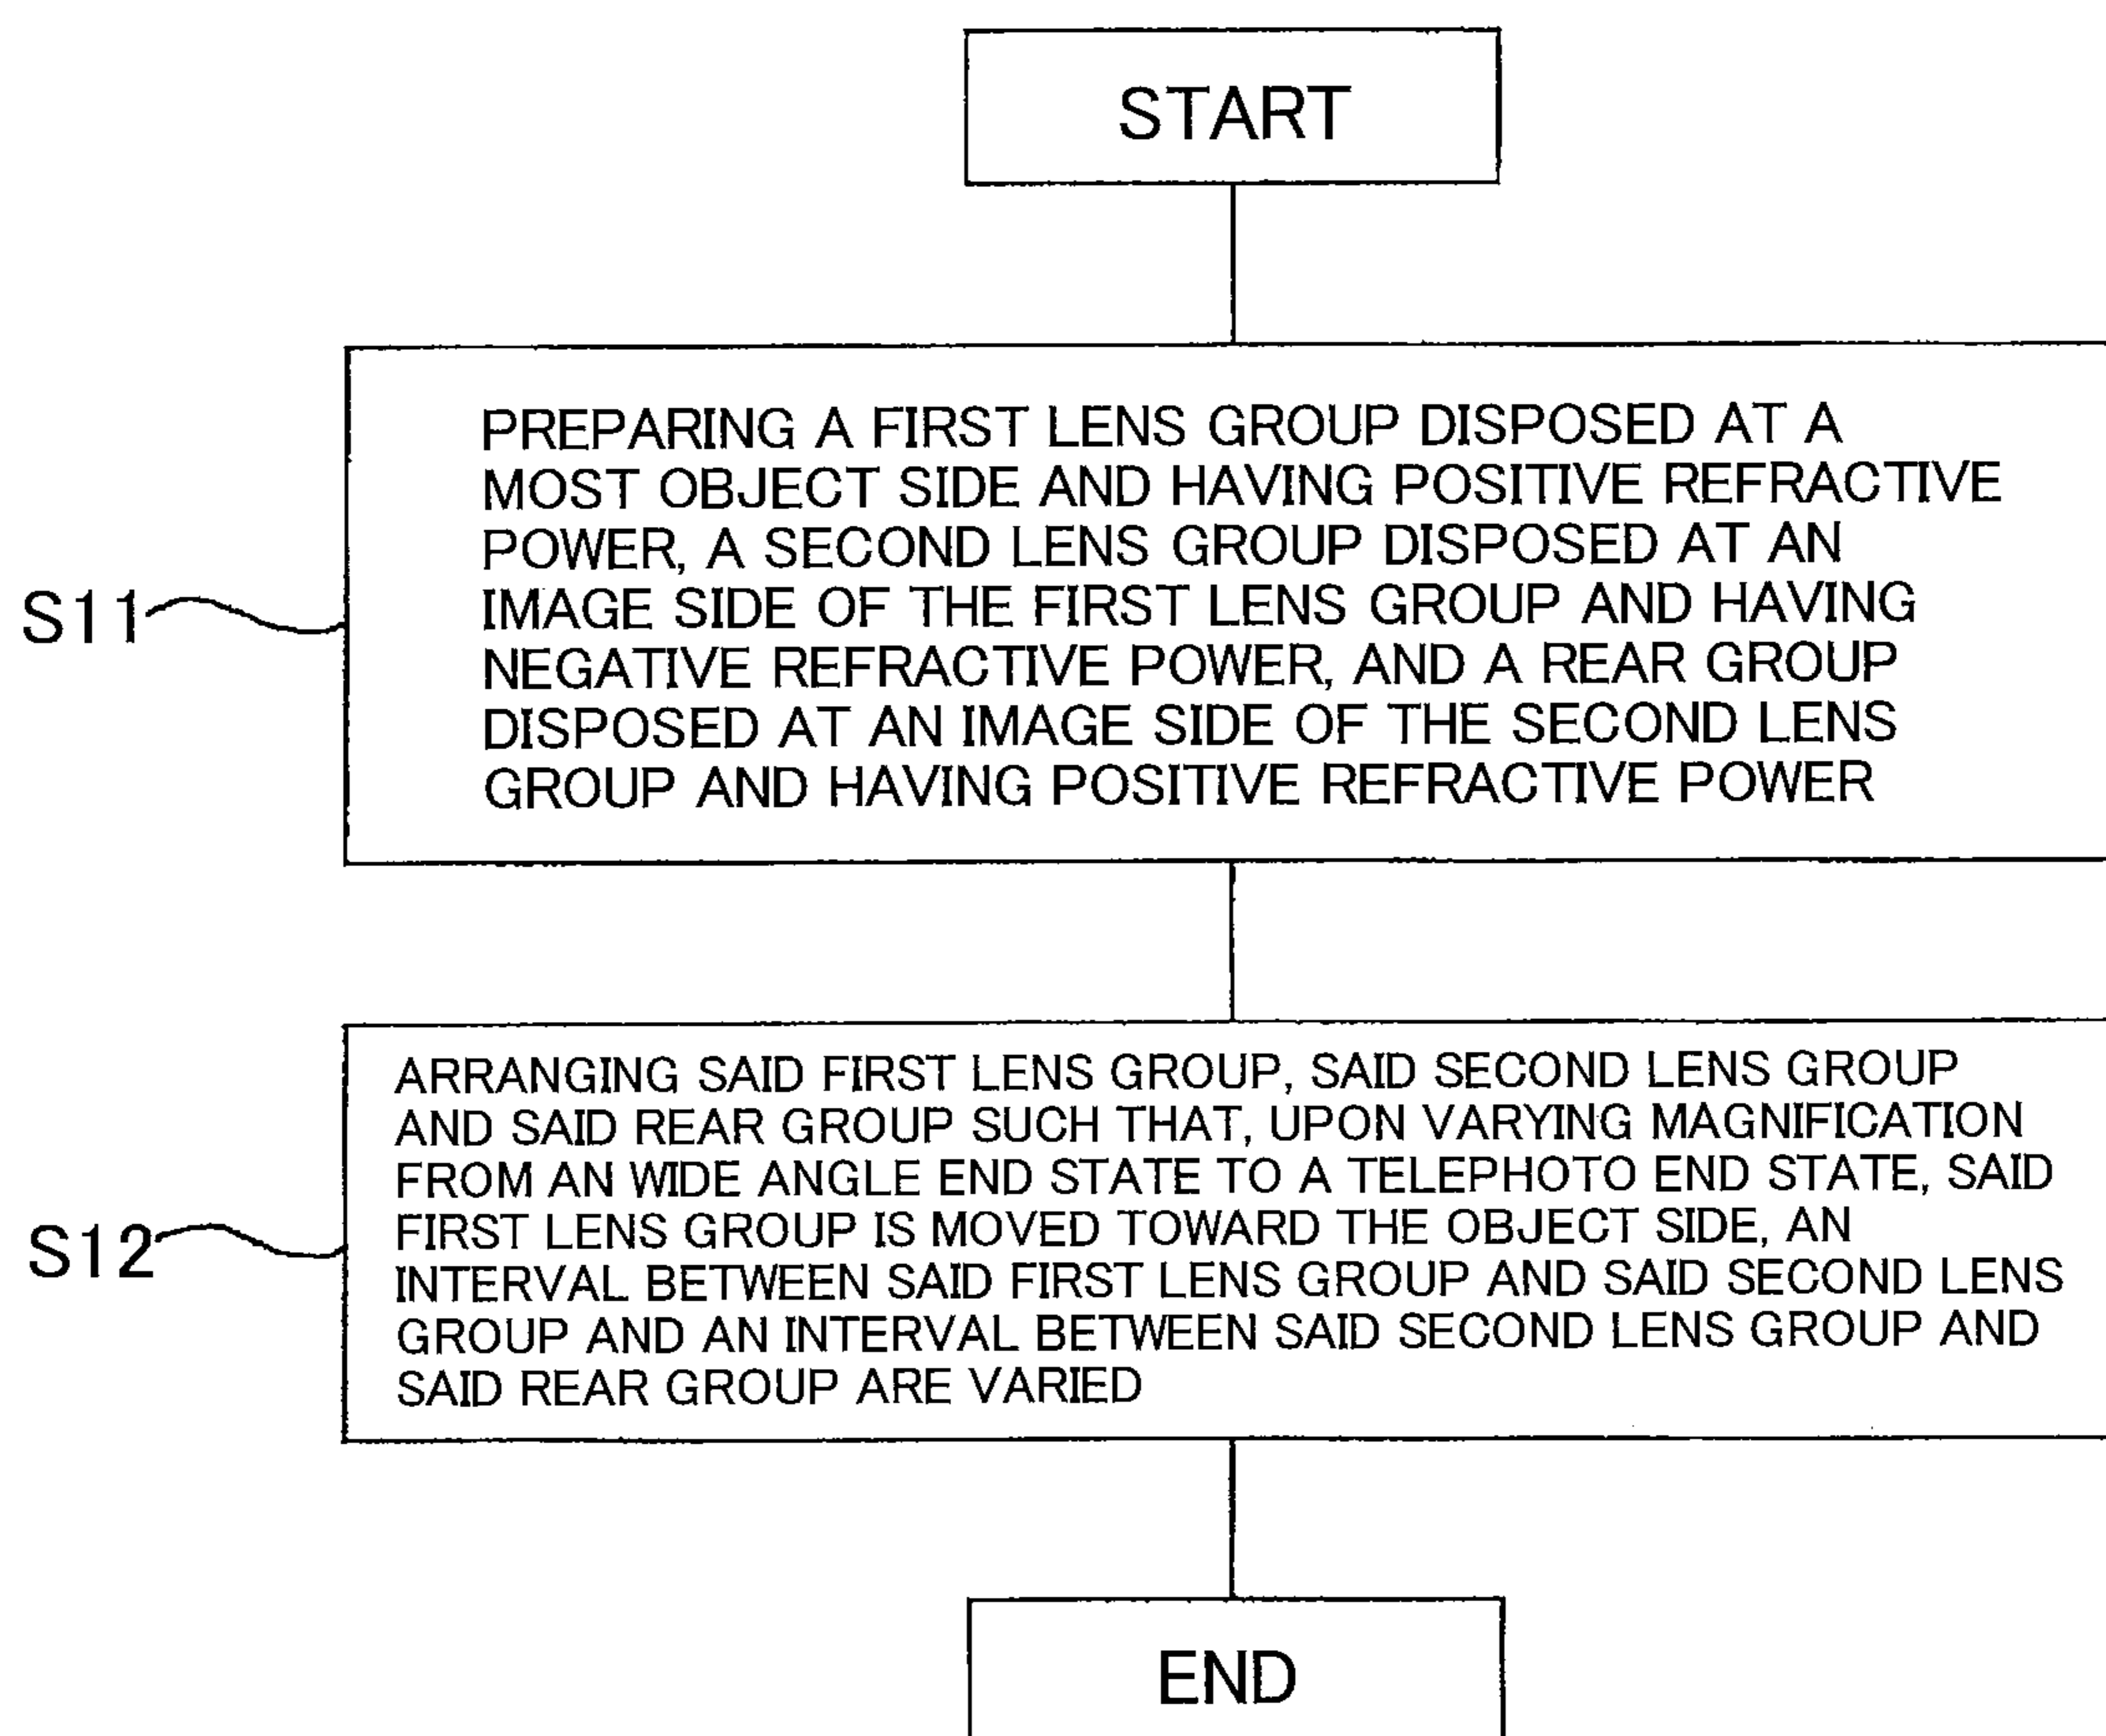 START
PREPARING A FIRST LENS GROUP DISPOSED AT A
MOST OBJECT SIDE AND HAVING POSITIVE REFRACTIVE
POWER, A SECOND LENS GROUP DISPOSED AT AN
IMAGE SIDE OF THE FIRST LENS GROUP AND HAVING
NEGATIVE REFRACTIVE POWER, AND A REAR GROUP
DISPOSED AT AN IMAGE SIDE OF THE SECOND LENS
GROUP AND HAVING POSITIVE REFRACTIVE POWER
S11
ARRANGING SAID FIRST LENS GROUP, SAID SECOND LENS GROUP
AND SAID REAR GROUP SUCH THAT, UPON VARYING MAGNIFICATION
FROM AN WIDE ANGLE END STATE TO A TELEPHOTO END STATE, SAID
FIRST LENS GROUP IS MOVED TOWARD THE OBJECT SIDE, AN
INTERVAL BETWEEN SAID FIRST LENS GROUP AND SAID SECOND LENS
GROUP AND AN INTERVAL BETWEEN SAID SECOND LENS GROUP AND
SAID REAR GROUP ARE VARIED
S12
END